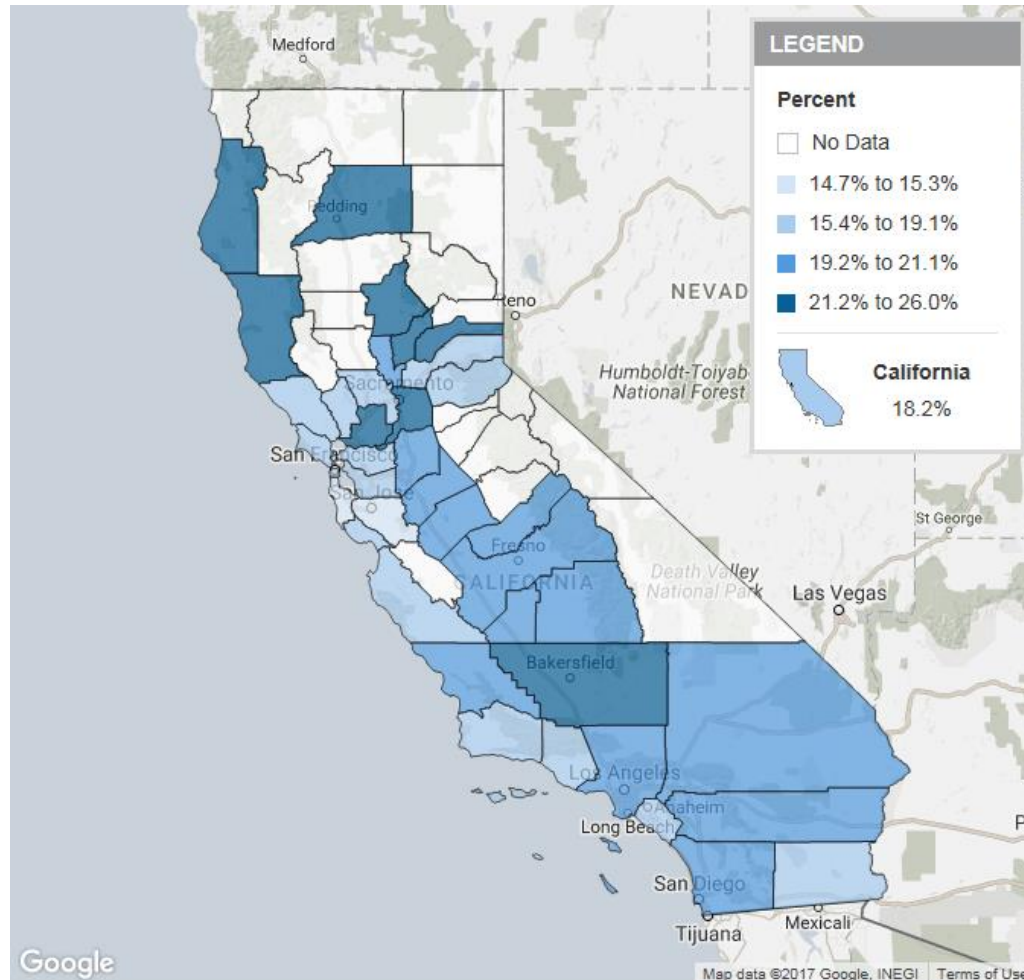 Medford
LEGEND
Percent
No Data
14.7% to 15.3%
15.4% to 19.1%
19.2% to 21.1%
21.2% to 26.0%
California
18.2%
Redding
Reno
NEVAD
Humboldt-Toiyab
National Forest
Sacramento
San Francisco
San Jose
St George
Fresno
Death Valley
National Park
CALIFORNIA
Las Vegas
Bakersfield
Los Angeles
Anaheim
Long Beach
P
San Diego
Tijuana
Mexicali
Google
Map data ©2017 Google, INEGI
Terms of Use